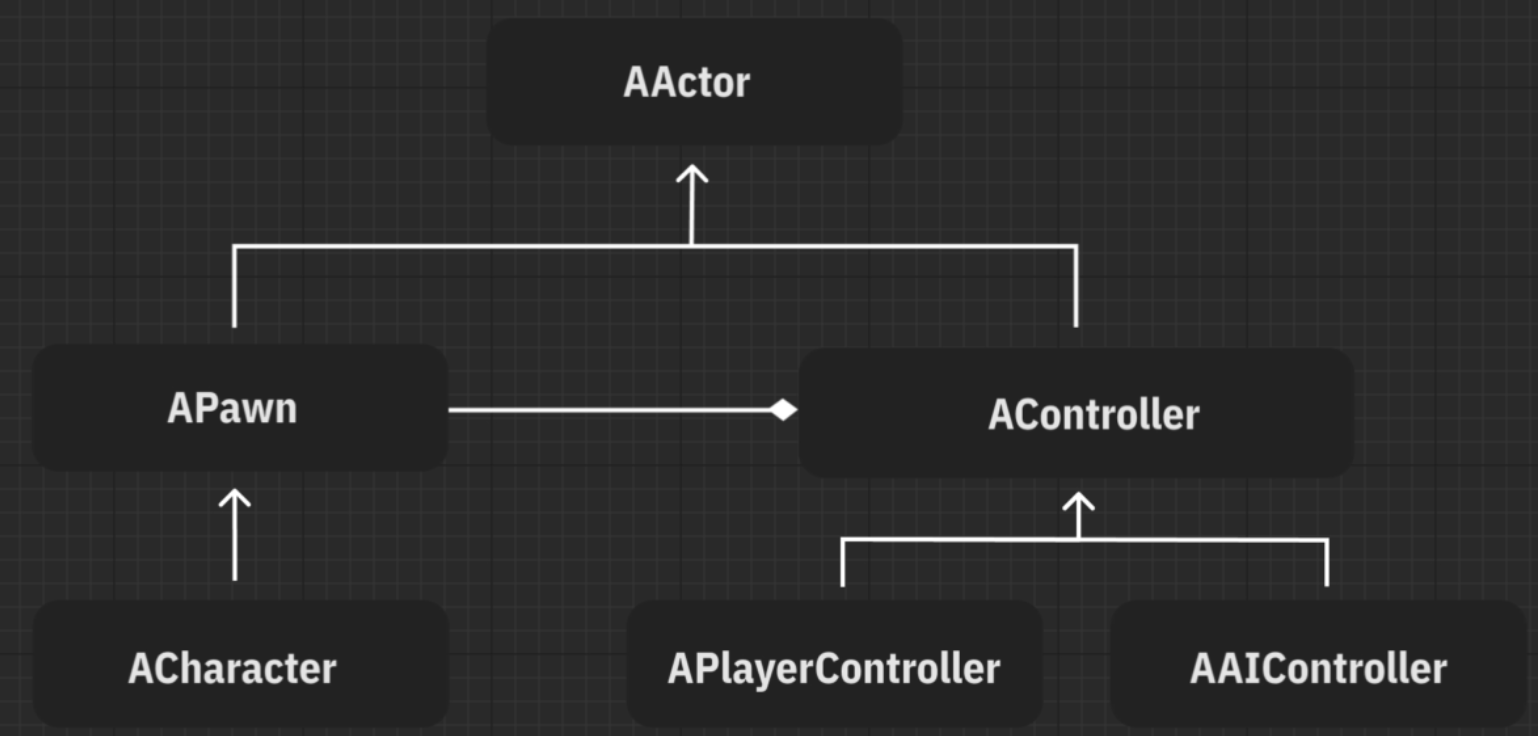 AActor
APawn
AController
ACharacter
APlayerController
AAIController